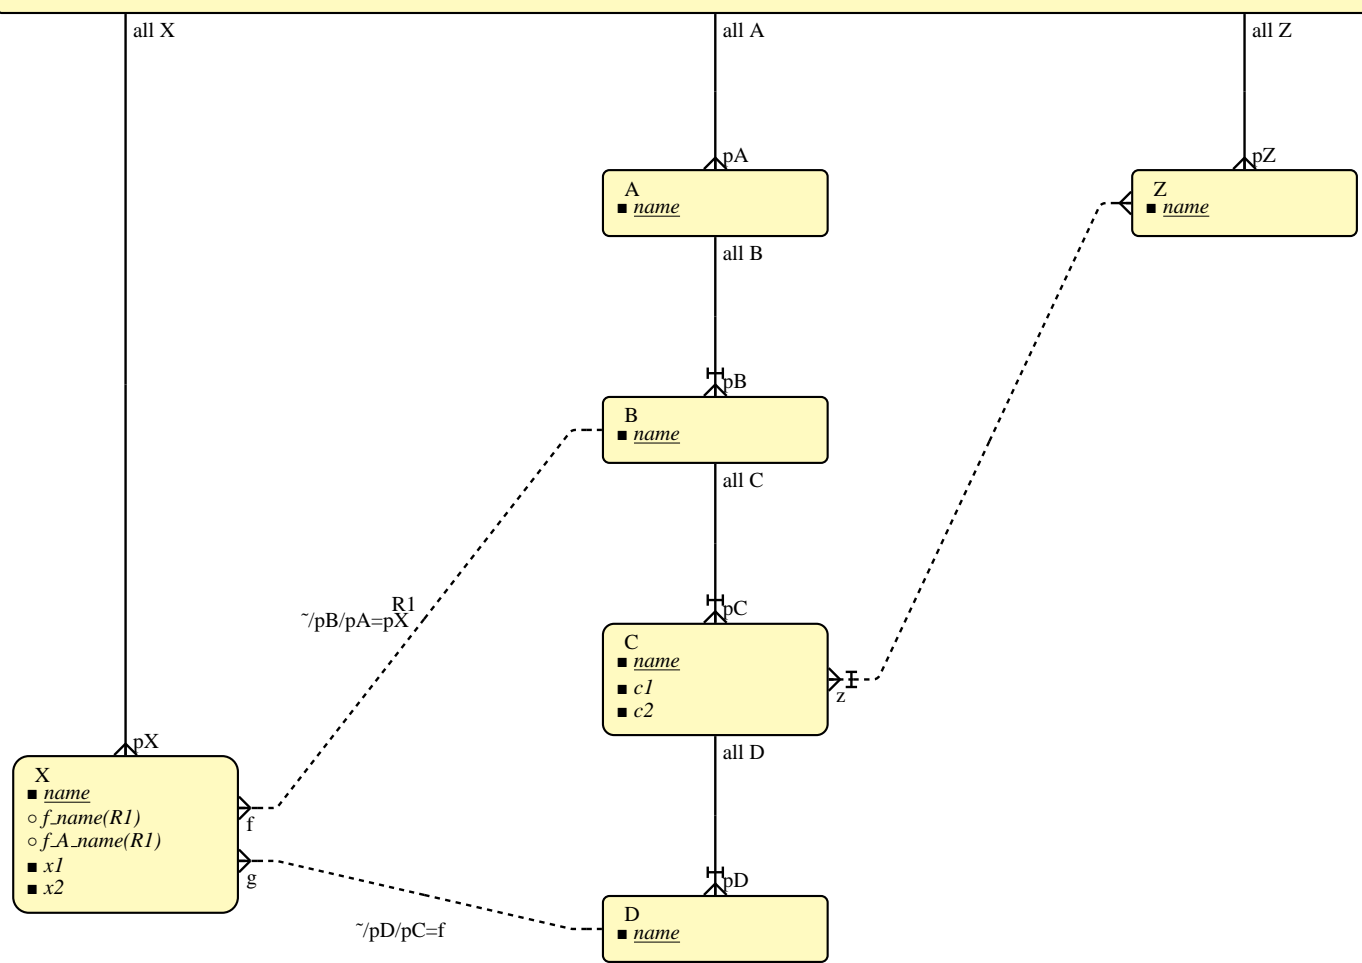 all X
all A
all Z
pA
pZ
A
■ name
Z
■ name
all B
pB
B
■ name
all C
R1
~/pB/pA=pX
pC
C
■ name
■ c1
■ c2
z
pX
all D
X
■ name
○ f_name(R1)
○ f_A_name(R1)
■ x1
■ x2
f
g
pD
~/pD/pC=f
D
■ name